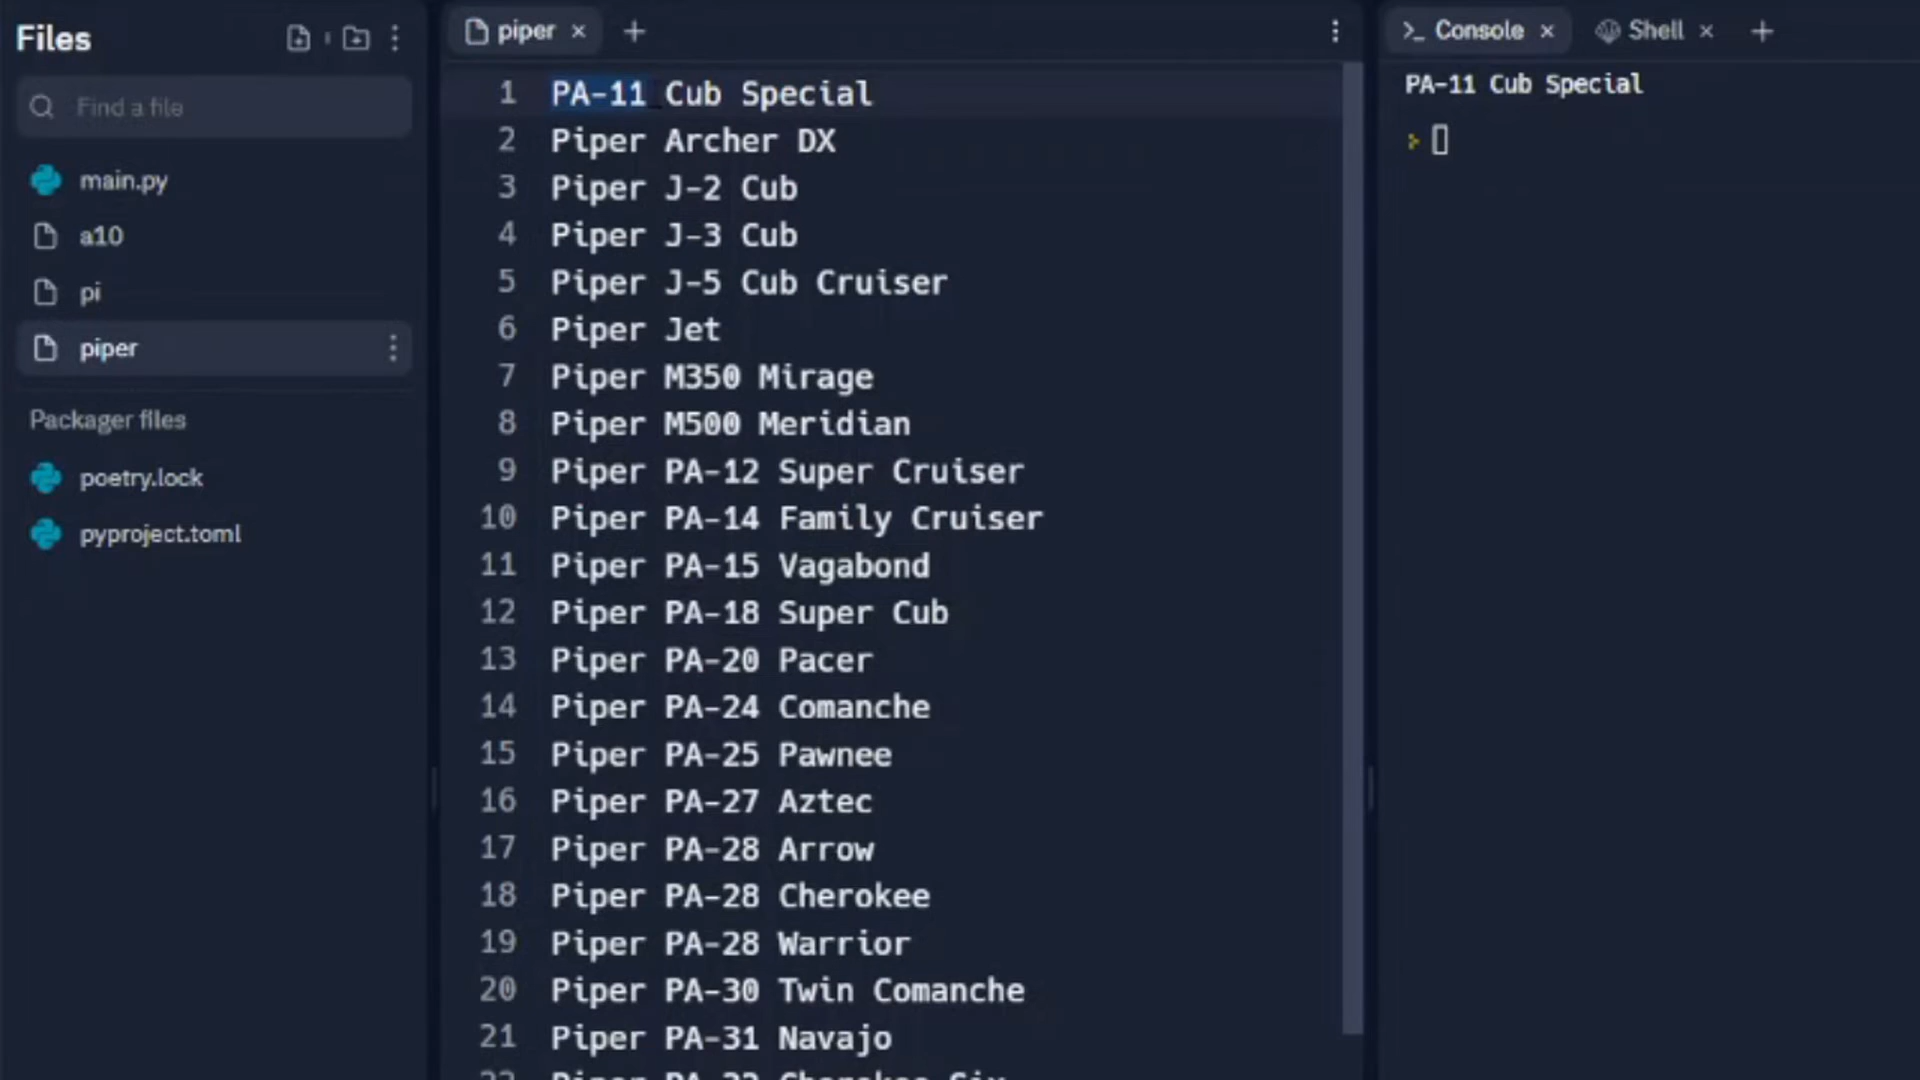 Files
Find a file
main.py
a10
pi
piper
Packager files
poetry.lock
pyproject.toml
piper
1 PA-11 Cub Special
2 Piper Archer DX
3 Piper J-2 Cub
4 Piper J-3 Cub
5 Piper J-5 Cub Cruiser
6 Piper Jet
7 Piper M350 Mirage
8 Piper M500 Meridian
9 Piper PA-12 Super Cruiser
10 Piper PA-14 Family Cruiser
11 Piper PA-15 Vagabond
12 Piper PA-18 Super Cub
13 Piper PA-20 Pacer
14 Piper PA-24 Comanche
15 Piper PA-25 Pawnee
16 Piper PA-27 Aztec
17 Piper PA-28 Arrow
18 Piper PA-28 Cherokee
19 Piper PA-28 Warrior
20 Piper PA-30 Twin Comanche
21 Piper PA-31 Navajo
22 Piper PA-32 Cherokee Six
Console
Shell
PA-11 Cub Special